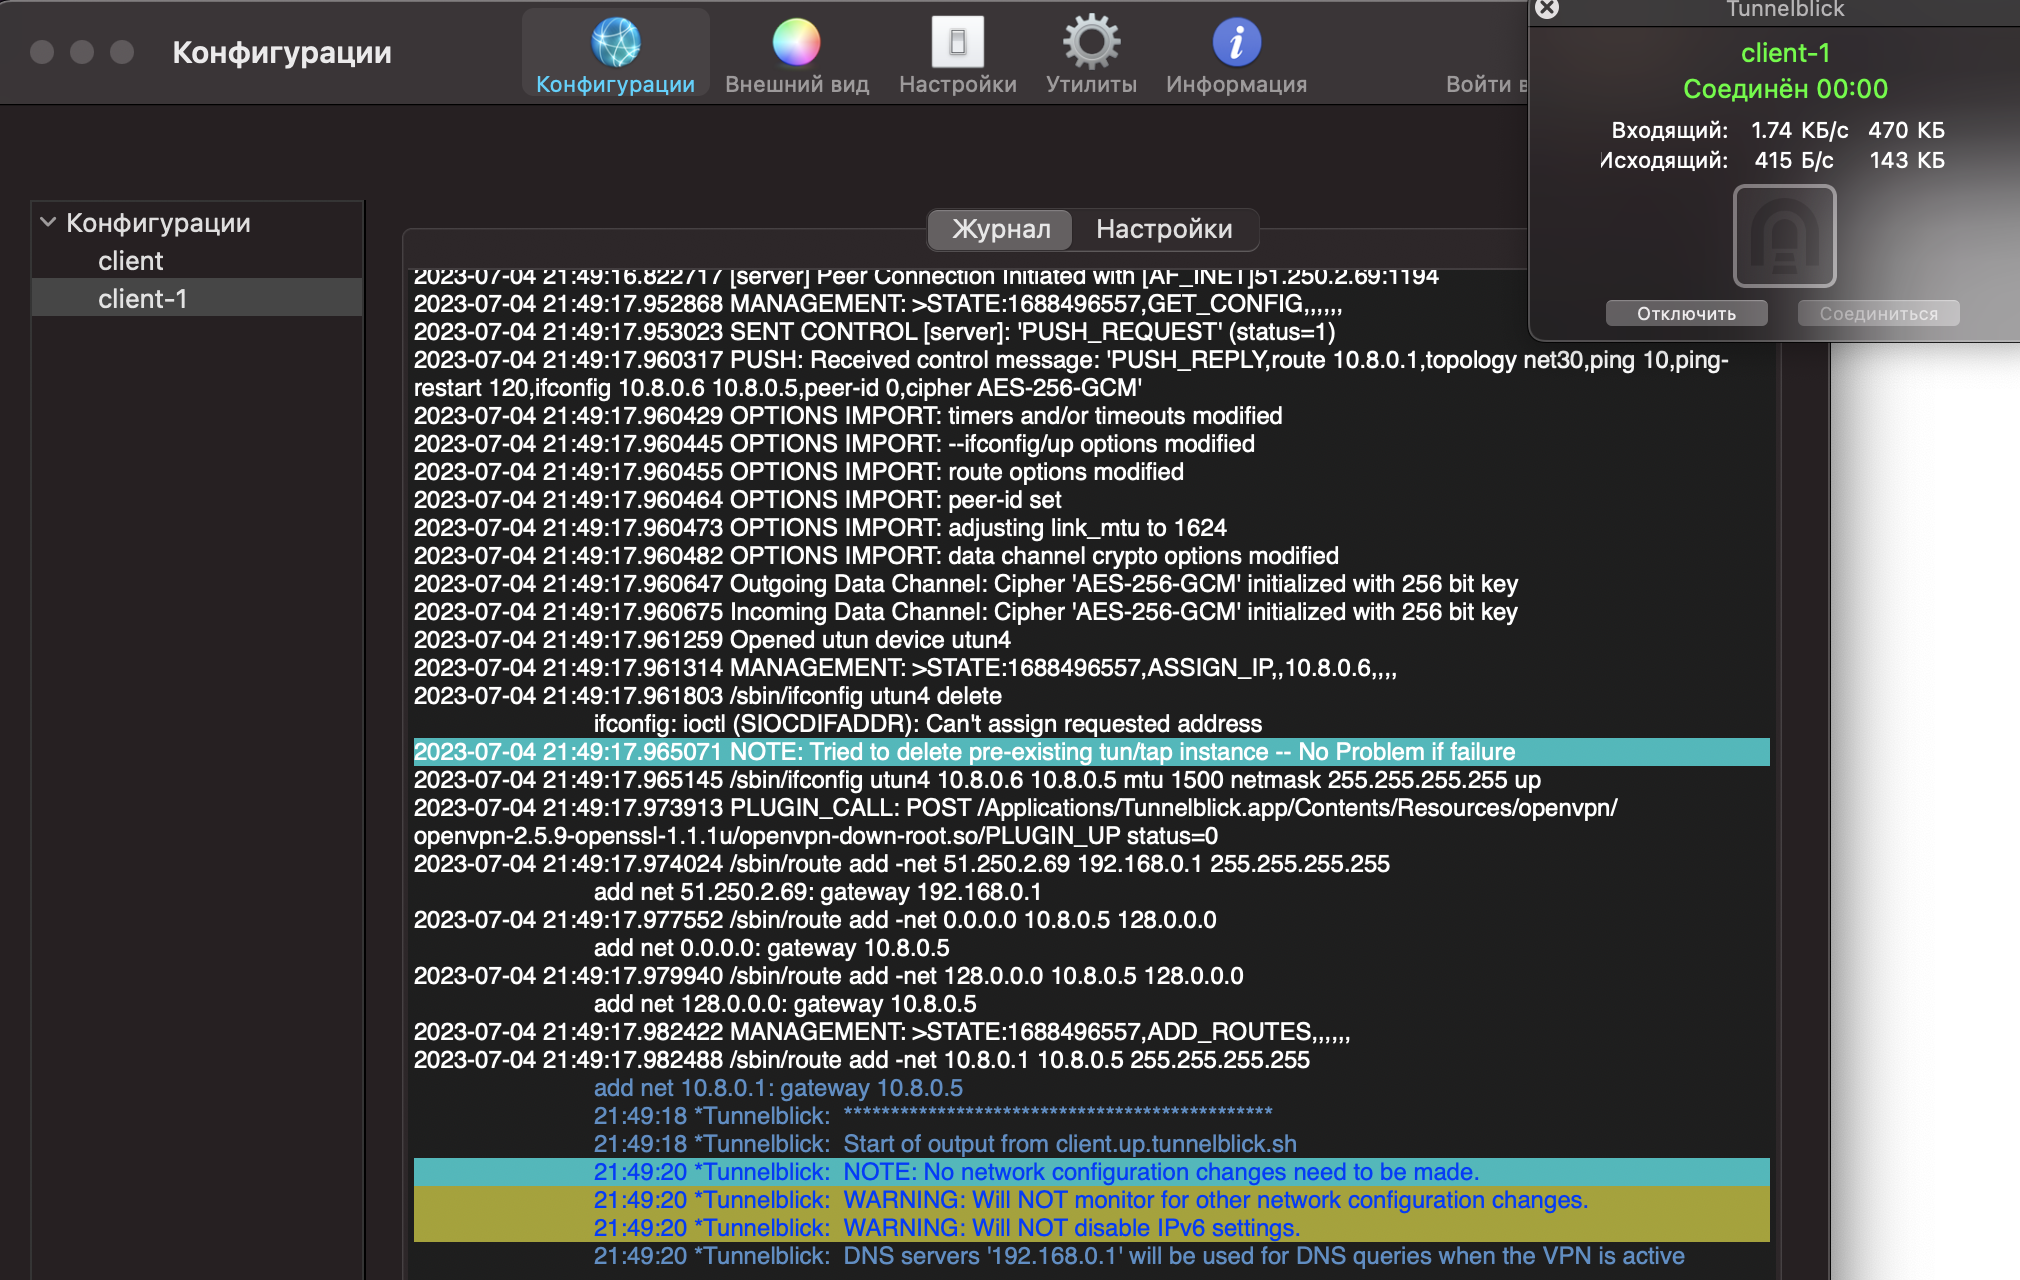 Конфигурации
Конфигурации
Внешний вид
Настройки
Утилиты
Информация
Войти в
Tunnelblick
client-1
Соединён 00:00
Входящий: 1.74 КБ/с 470 КБ
Исходящий: 415 Б/с 143 КБ
Отключить
Соединиться
Конфигурации
client
client-1
Журнал
Настройки
2023-07-04 21:49:16.822717 [server] Peer Connection Initiated with [AF_INET]51.250.2.69:1194
2023-07-04 21:49:17.952868 MANAGEMENT: >STATE:1688496557,GET_CONFIG,,,,,,
2023-07-04 21:49:17.953023 SENT CONTROL [server]: 'PUSH_REQUEST' (status=1)
2023-07-04 21:49:17.960317 PUSH: Received control message: 'PUSH_REPLY,route 10.8.0.1,topology net30,ping 10,ping-
restart 120,ifconfig 10.8.0.6 10.8.0.5,peer-id 0,cipher AES-256-GCM'
2023-07-04 21:49:17.960429 OPTIONS IMPORT: timers and/or timeouts modified
2023-07-04 21:49:17.960445 OPTIONS IMPORT: --ifconfig/up options modified
2023-07-04 21:49:17.960455 OPTIONS IMPORT: route options modified
2023-07-04 21:49:17.960464 OPTIONS IMPORT: peer-id set
2023-07-04 21:49:17.960473 OPTIONS IMPORT: adjusting link_mtu to 1624
2023-07-04 21:49:17.960482 OPTIONS IMPORT: data channel crypto options modified
2023-07-04 21:49:17.960647 Outgoing Data Channel: Cipher 'AES-256-GCM' initialized with 256 bit key
2023-07-04 21:49:17.960675 Incoming Data Channel: Cipher 'AES-256-GCM' initialized with 256 bit key
2023-07-04 21:49:17.961259 Opened utun device utun4
2023-07-04 21:49:17.961314 MANAGEMENT: >STATE:1688496557,ASSIGN_IP,,10.8.0.6,,,,
2023-07-04 21:49:17.961803 /sbin/ifconfig utun4 delete
ifconfig: ioctl (SIOCDIFADDR): Can't assign requested address
2023-07-04 21:49:17.965071 NOTE: Tried to delete pre-existing tun/tap instance -- No Problem if failure
2023-07-04 21:49:17.965145 /sbin/ifconfig utun4 10.8.0.6 10.8.0.5 mtu 1500 netmask 255.255.255.255 up
2023-07-04 21:49:17.973913 PLUGIN_CALL: POST /Applications/Tunnelblick.app/Contents/Resources/openvpn/
openvpn-2.5.9-openssl-1.1.1u/openvpn-down-root.so/PLUGIN_UP status=0
2023-07-04 21:49:17.974024 /sbin/route add -net 51.250.2.69 192.168.0.1 255.255.255.255
add net 51.250.2.69: gateway 192.168.0.1
2023-07-04 21:49:17.977552 /sbin/route add -net 0.0.0.0 10.8.0.5 128.0.0.0
add net 0.0.0.0: gateway 10.8.0.5
2023-07-04 21:49:17.979940 /sbin/route add -net 128.0.0.0 10.8.0.5 128.0.0.0
add net 128.0.0.0: gateway 10.8.0.5
2023-07-04 21:49:17.982422 MANAGEMENT: >STATE:1688496557,ADD_ROUTES,,,,,,
2023-07-04 21:49:17.982488 /sbin/route add -net 10.8.0.1 10.8.0.5 255.255.255.255
add net 10.8.0.1: gateway 10.8.0.5
21:49:18 *Tunnelblick: **********************************************
21:49:18 *Tunnelblick: Start of output from client.up.tunnelblick.sh
21:49:20 *Tunnelblick: NOTE: No network configuration changes need to be made.
21:49:20 *Tunnelblick: WARNING: Will NOT monitor for other network configuration changes.
21:49:20 *Tunnelblick: WARNING: Will NOT disable IPv6 settings.
21:49:20 *Tunnelblick: DNS servers '192.168.0.1' will be used for DNS queries when the VPN is active